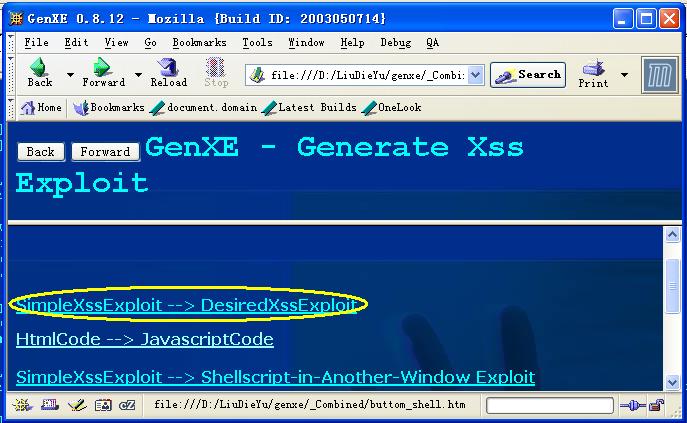 GenXE 0.8.12 - Mozilla {Build ID: 2003050714}
File Edit View Go Bookmarks Tools Window Help Debug QA
Back Forward Reload Stop file:///D:/LiuDieYu/genxe/_Combi: Search Print
Home Bookmarks document.domain Latest Builds OneLook
Back Forward GenXE - Generate Xss
Exploit
SimpleXssExploit --> DesiredXssExploit
HtmlCode --> JavascriptCode
SimpleXssExploit --> Shellscript-in-Another-Window Exploit
cZ file:///D:/LiuDieYu/genxe/_Combined/buttom_shell.htm